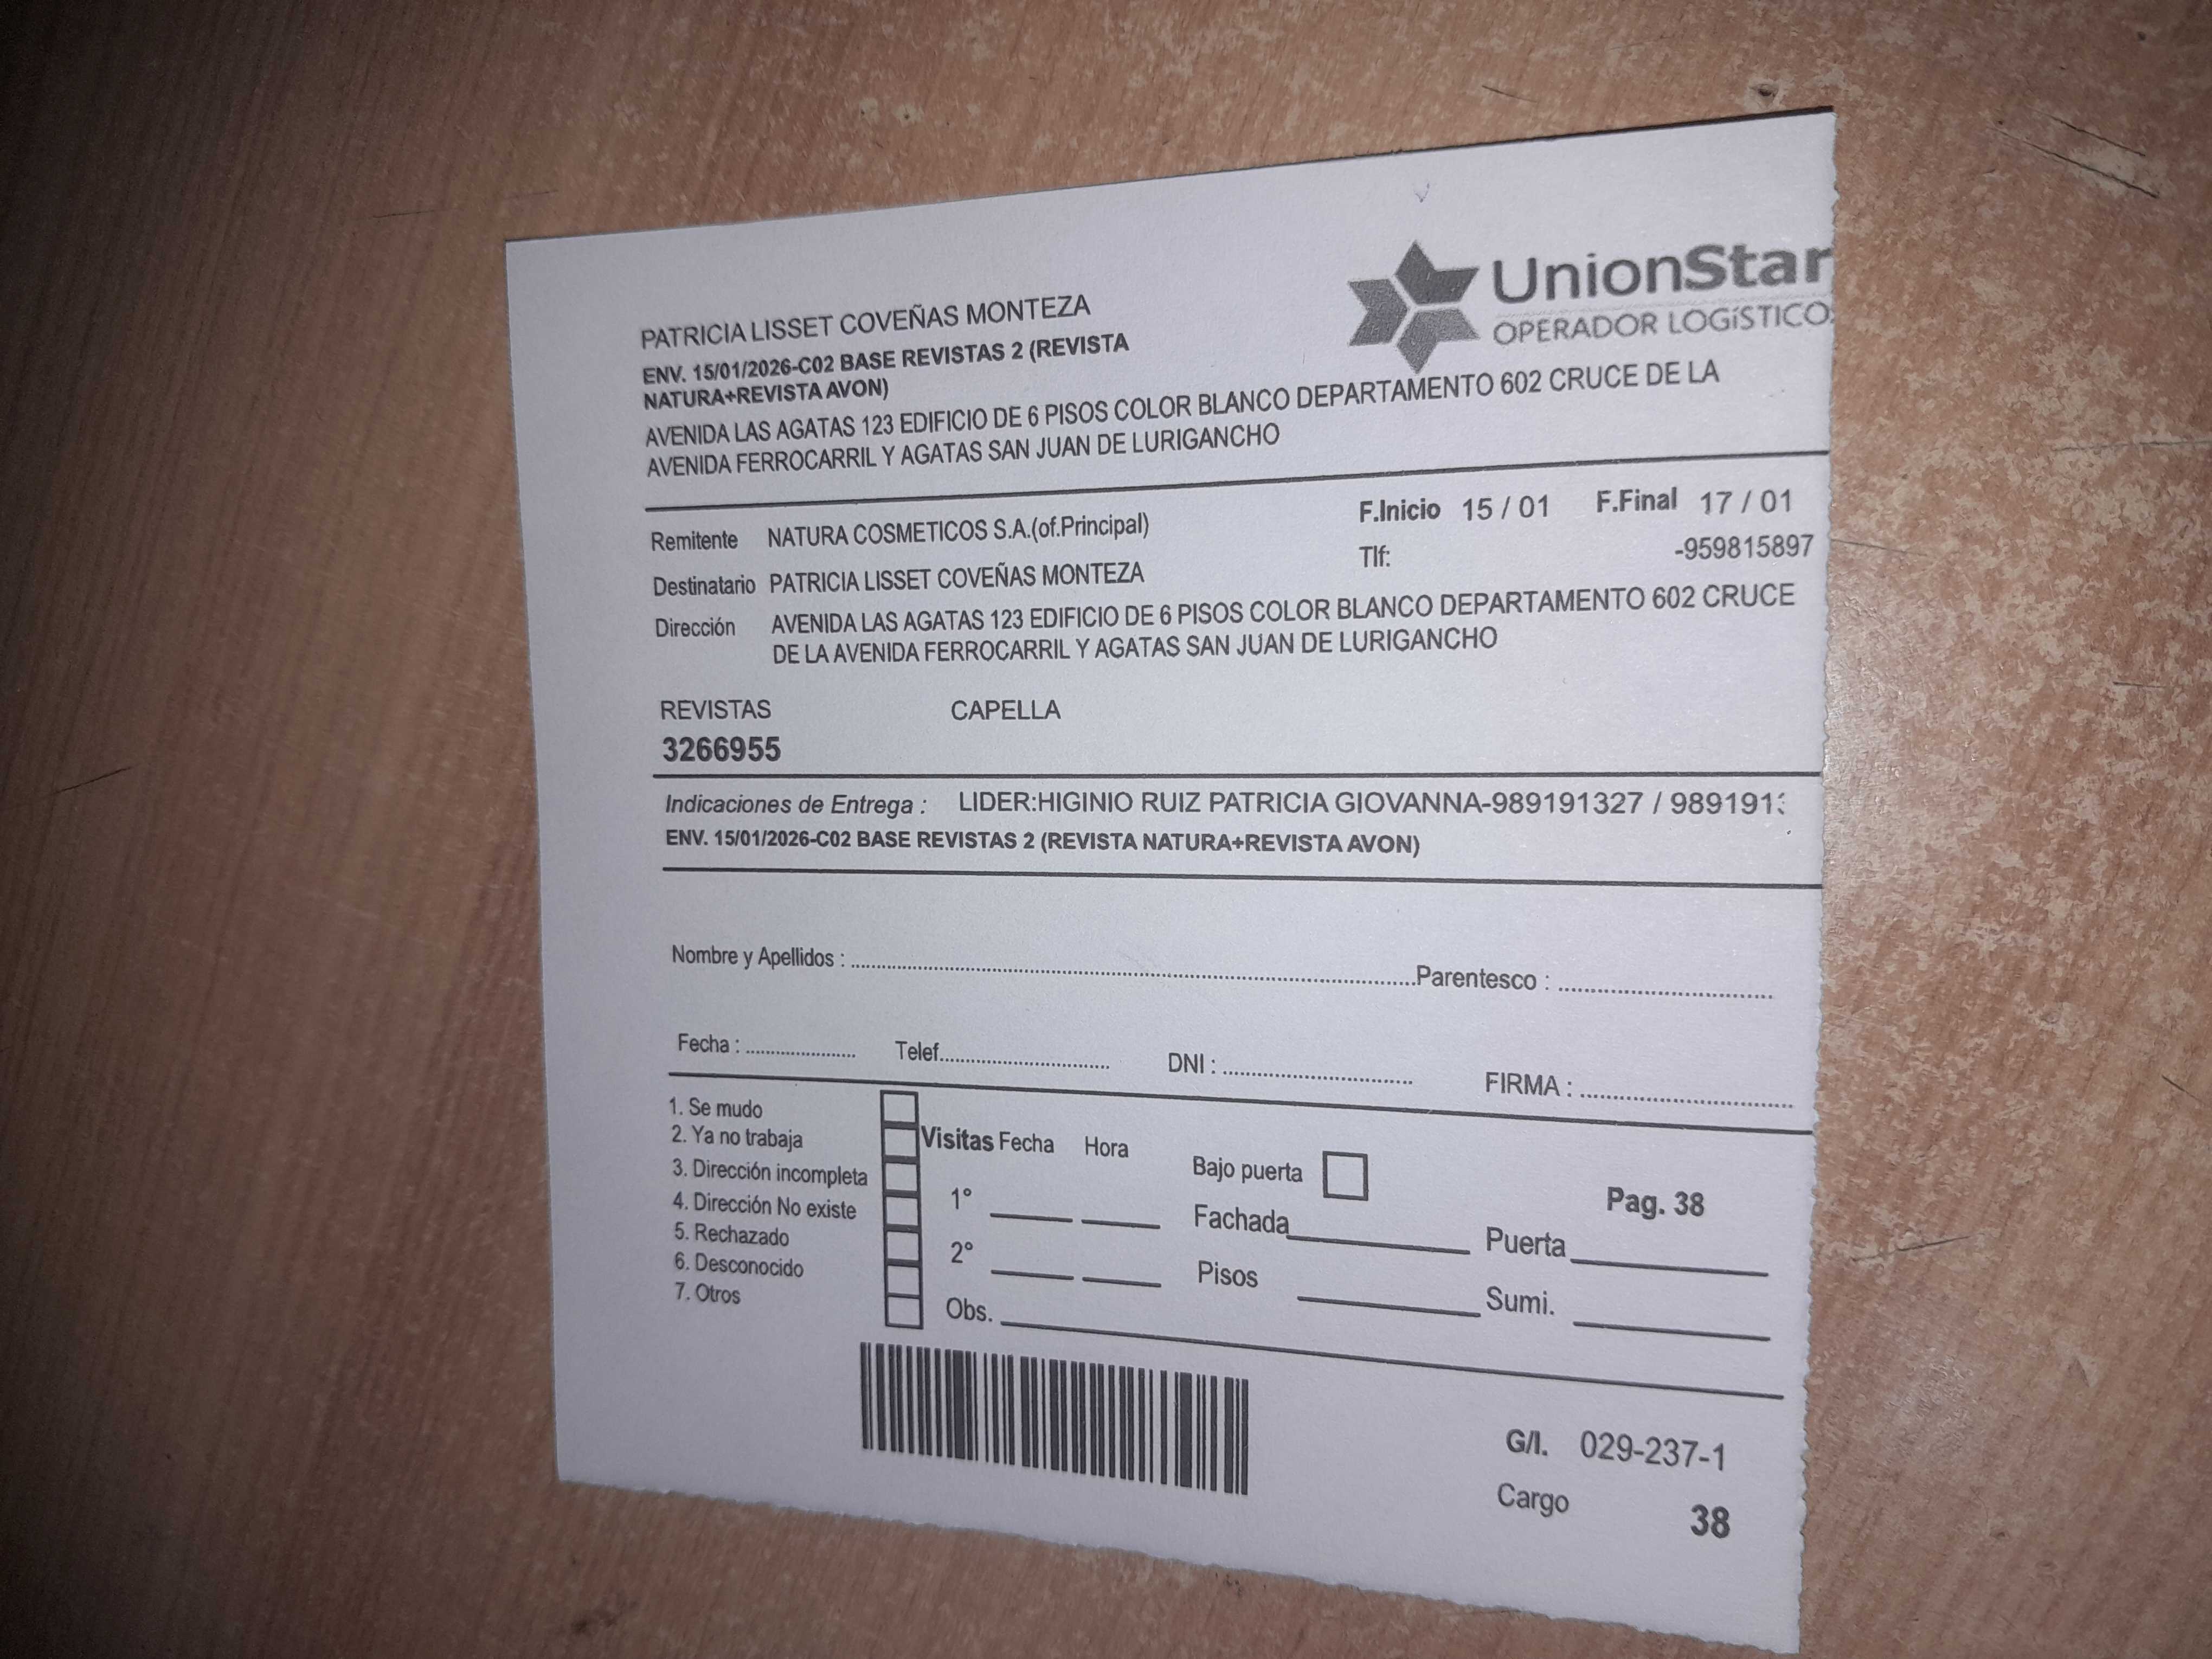 UnionStar
OPERADOR LOGíSTICO
PATRICIA LISSET COVEÑAS MONTEZA
ENV. 15/01/2026-C02 BASE REVISTAS 2 (REVISTA
NATURA+REVISTA AVON)
AVENIDA LAS AGATAS 123 EDIFICIO DE 6 PISOS COLOR BLANCO DEPARTAMENTO 602 CRUCE DE LA
AVENIDA FERROCARRIL Y AGATAS SAN JUAN DE LURIGANCHO
Remitente NATURA COSMETICOS S.A.(of.Principal) F.Inicio 15 / 01 F.Final 17 / 01
Tlf: -959815897
Destinatario PATRICIA LISSET COVEÑAS MONTEZA
Dirección AVENIDA LAS AGATAS 123 EDIFICIO DE 6 PISOS COLOR BLANCO DEPARTAMENTO 602 CRUCE
DE LA AVENIDA FERROCARRIL Y AGATAS SAN JUAN DE LURIGANCHO
REVISTAS CAPELLA
3266955
Indicaciones de Entrega : LIDER:HIGINIO RUIZ PATRICIA GIOVANNA-989191327 / 989191
ENV. 15/01/2026-C02 BASE REVISTAS 2 (REVISTA NATURA+REVISTA AVON)
Nombre y Apellidos : Parentesco :
Fecha : Telef. DNI : FIRMA :
1. Se mudo
2. Ya no trabaja
3. Dirección incompleta
4. Dirección No existe
5. Rechazado
6. Desconocido
7. Otros
Visitas Fecha Hora
1°
2°
Obs.
Bajo puerta
Fachada
Pisos
Pag. 38
Puerta
Sumi.
G/I. 029-237-1
Cargo 38